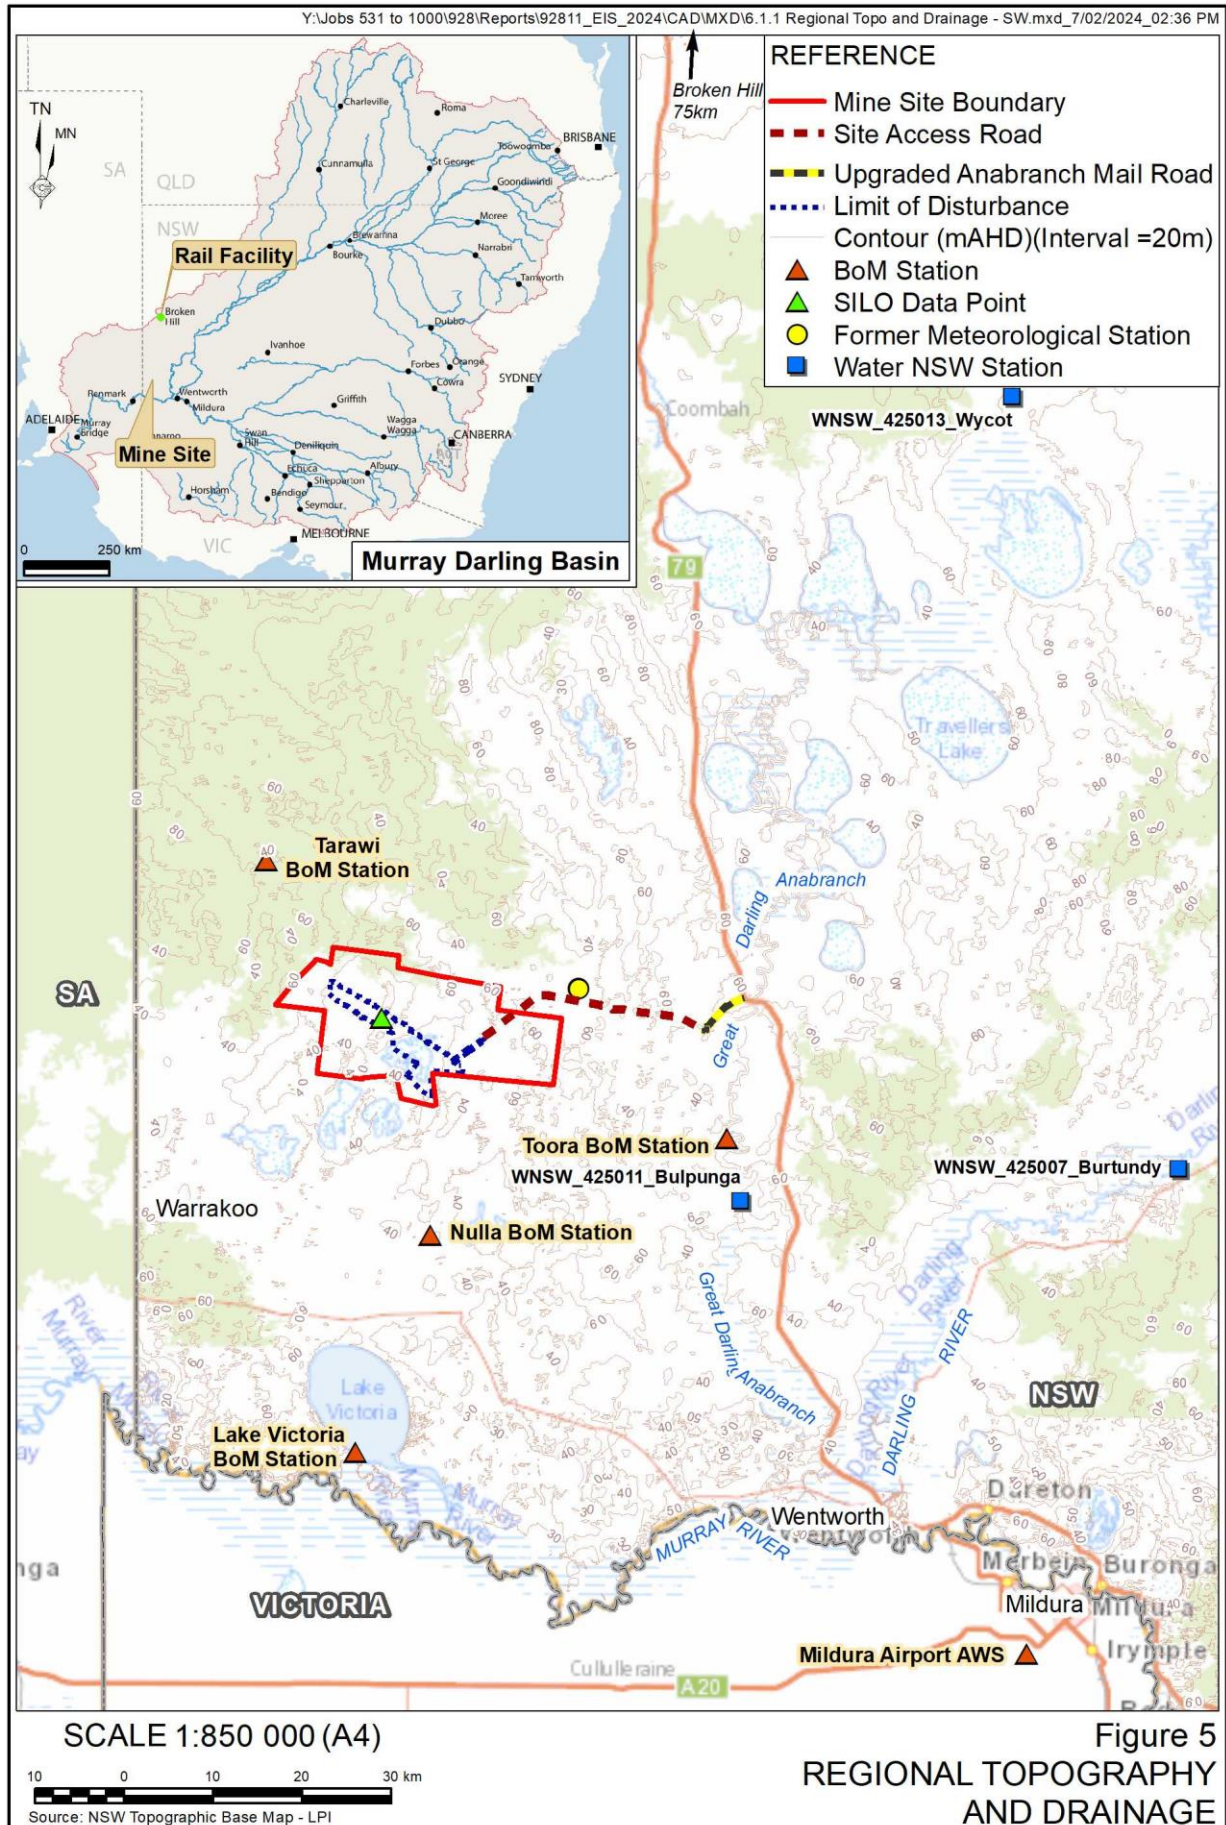 Y:\Jobs 531 to 1000\928\Reports\92811_EIS_2024\CAD\MXD\6.1.1 Regional Topo and Drainage - SW.mxd_7/02/2024_02:36 PM
TN
MN
SA
QLD
NSW
VIC
ACT
Charleville
Roma
BRISBANE
Toowoomba
Cunnamulla
St George
Goondiwindi
Moree
Brewarrina
Bourke
Narrabri
Tamworth
Rail Facility
Broken
Hill
Dubbo
Ivanhoe
Forbes
Orange
Cowra
SYDNEY
Renmark
Wentworth
Mildura
Griffith
ADELAIDE
Murray
Bridge
Wagga
Wagga
CANBERRA
Mine Site
Swan
Hill
Deniliquin
Echuca
Albury
Shepparton
Horsham
Bendigo
Seymour
MELBOURNE
0 250 km
Murray Darling Basin
Broken Hill
75km
REFERENCE
Mine Site Boundary
Site Access Road
Upgraded Anabranch Mail Road
Limit of Disturbance
Contour (mAHD)(Interval =20m)
BoM Station
SILO Data Point
Former Meteorological Station
Water NSW Station
Coombah
WNSW_425013_Wycot
79
Travellers
Lake
Tarawi
BoM Station
Anabranch
Darling
Great
SA
Toora BoM Station
WNSW_425011_Bulpunga
WNSW_425007_Burtundy
Darling
Warrakoo
Nulla BoM Station
Great Darling Anabranch
Darling
River
DARLING RIVER
River
Murray
Lake
Victoria
NSW
Lake Victoria
BoM Station
Murray
River
MURRAY RIVER
Wentworth
Dareton
Merbein
Buronga
Mildura
Mildura
VICTORIA
Mildura Airport AWS
Irymple
Cullulleraine
A20
SCALE 1:850 000 (A4)
10 0 10 20 30 km
Source: NSW Topographic Base Map - LPI
Figure 5
REGIONAL TOPOGRAPHY
AND DRAINAGE